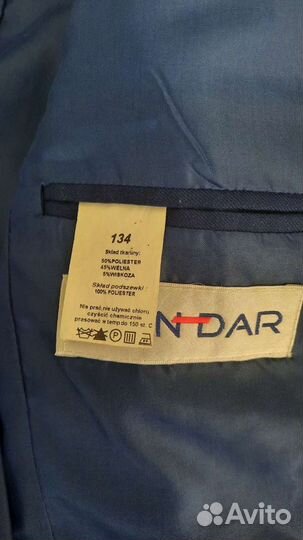 134
Skład tkaniny:
50%POLIESTER
45%WEŁNA
5%WISKOZA
Skład podszewki
100% POLIESTER
Nie prać,nie używać chloru
czyścić chemicznie
prasować w temp do 150 st. C
P
N-DAR
Avito